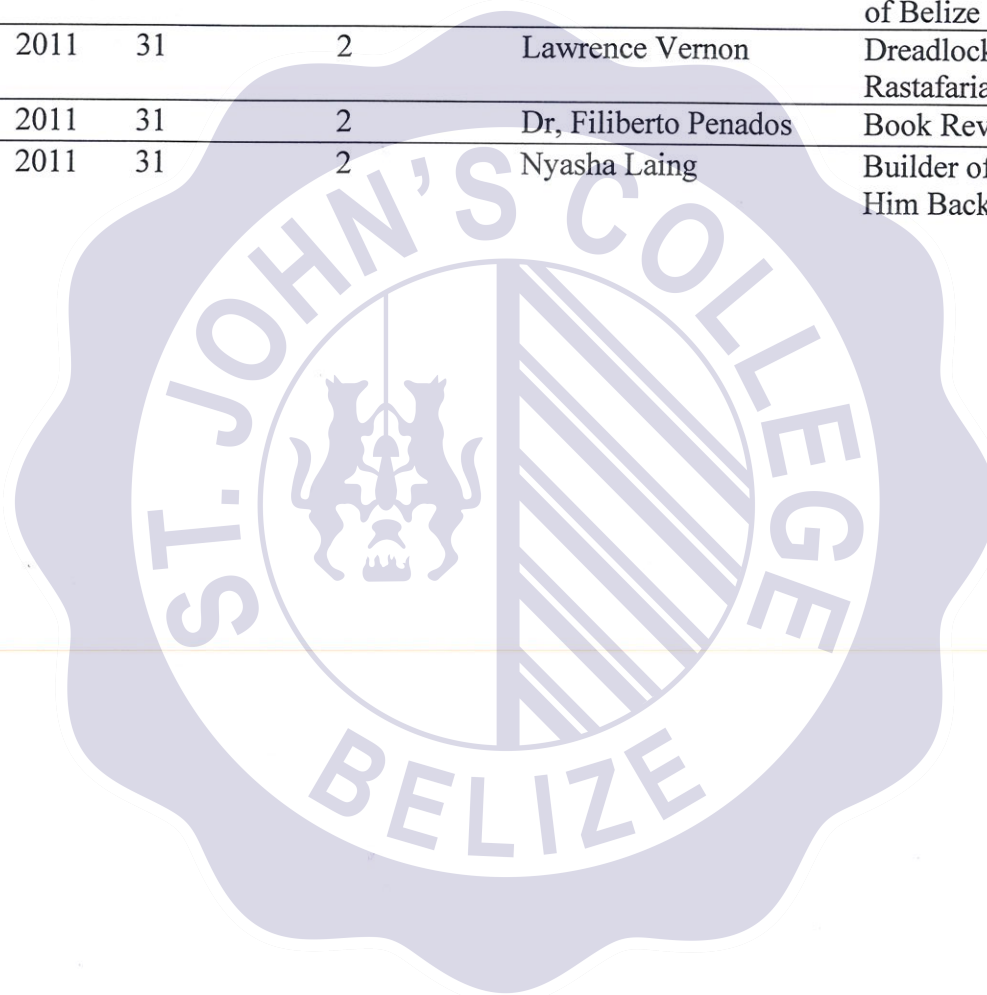 of Belize
2011 31 2 Lawrence Vernon Dreadlock
Rastafaria
2011 31 2 Dr, Filiberto Penados Book Rev
2011 31 2 Nyasha Laing Builder of
Him Back
ST. JOHN'S COLLEGE
BELIZE